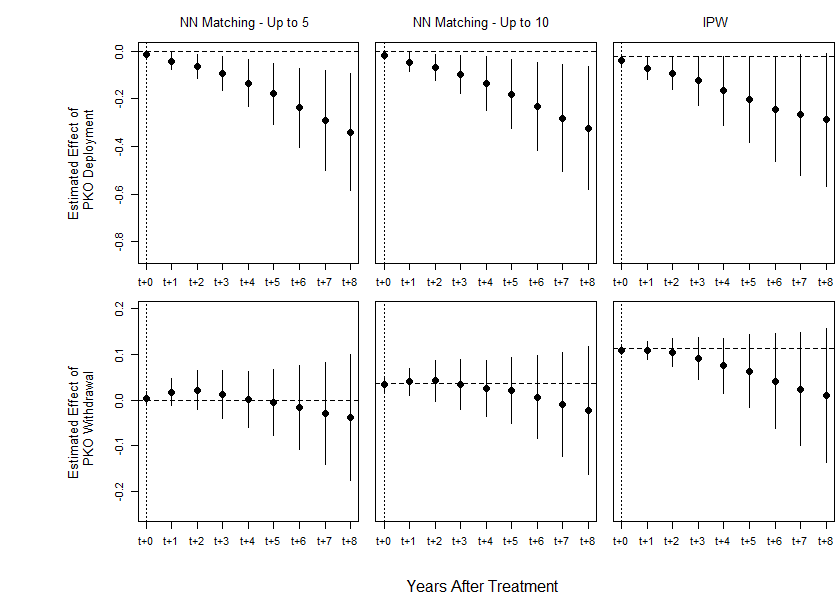 NN Matching - Up to 5
NN Matching - Up to 10
IPW
Estimated Effect of
PKO Deployment
0.0
-0.2
-0.4
-0.6
-0.8
t+0 t+1 t+2 t+3 t+4 t+5 t+6 t+7 t+8
t+0 t+1 t+2 t+3 t+4 t+5 t+6 t+7 t+8
t+0 t+1 t+2 t+3 t+4 t+5 t+6 t+7 t+8
Estimated Effect of
PKO Withdrawal
0.2
0.1
0.0
-0.1
-0.2
t+0 t+1 t+2 t+3 t+4 t+5 t+6 t+7 t+8
t+0 t+1 t+2 t+3 t+4 t+5 t+6 t+7 t+8
t+0 t+1 t+2 t+3 t+4 t+5 t+6 t+7 t+8
Years After Treatment